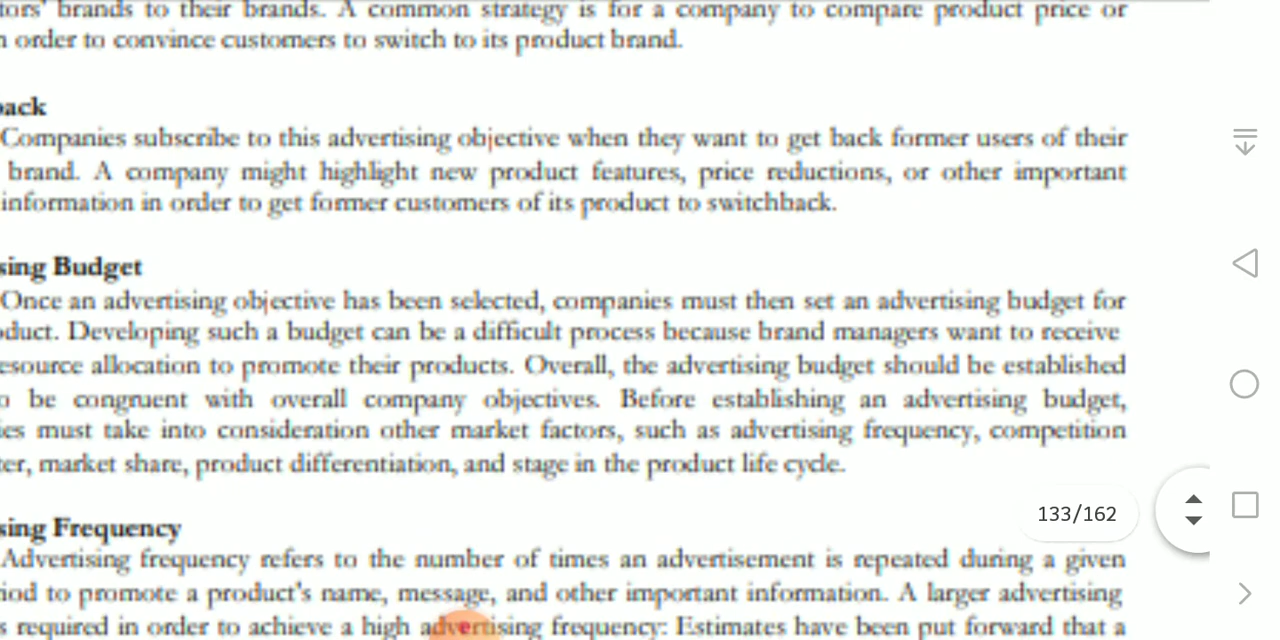 tors' brands to their brands. A common strategy is for a company to compare product price or
n order to convince customers to switch to its product brand.
back
Companies subscribe to this advertising objective when they want to get back former users of their
brand. A company might highlight new product features, price reductions, or other important
information in order to get former customers of its product to switchback.
sing Budget
Once an advertising objective has been selected, companies must then set an advertising budget for
oduct. Developing such a budget can be a difficult process because brand managers want to receive
esource allocation to promote their products. Overall, the advertising budget should be established
o be congruent with overall company objectives. Before establishing an advertising budget,
ies must take into consideration other market factors, such as advertising frequency, competition
ter, market share, product differentiation, and stage in the product life cycle.
133/162
sing Frequency
Advertising frequency refers to the number of times an advertisement is repeated during a given
iod to promote a product's name, message, and other important information. A larger advertising
s required in order to achieve a high advertising frequency: Estimates have been put forward that a